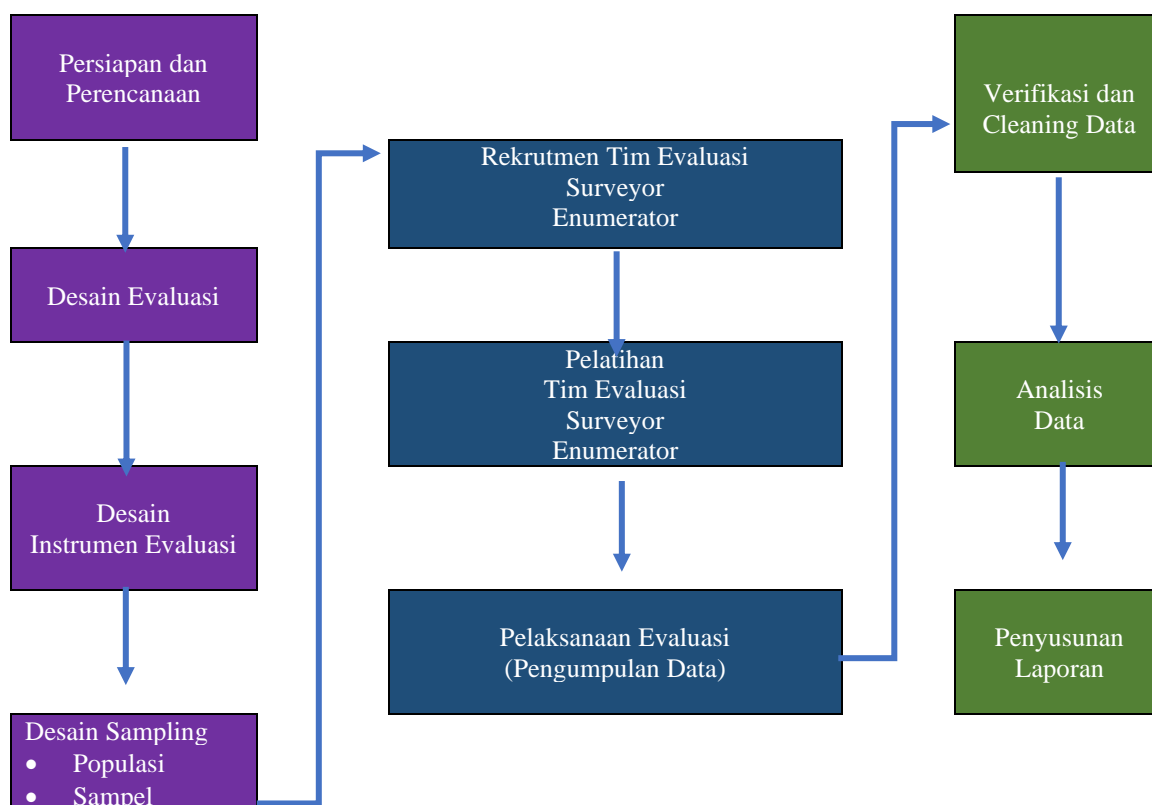 Persiapan dan
Perencanaan
Desain Evaluasi
Desain
Instrumen Evaluasi
Desain Sampling
• Populasi
• Sampel
Rekrutmen Tim Evaluasi
Surveyor
Enumerator
Pelatihan
Tim Evaluasi
Surveyor
Enumerator
Pelaksanaan Evaluasi
(Pengumpulan Data)
Verifikasi dan
Cleaning Data
Analisis
Data
Penyusunan
Laporan